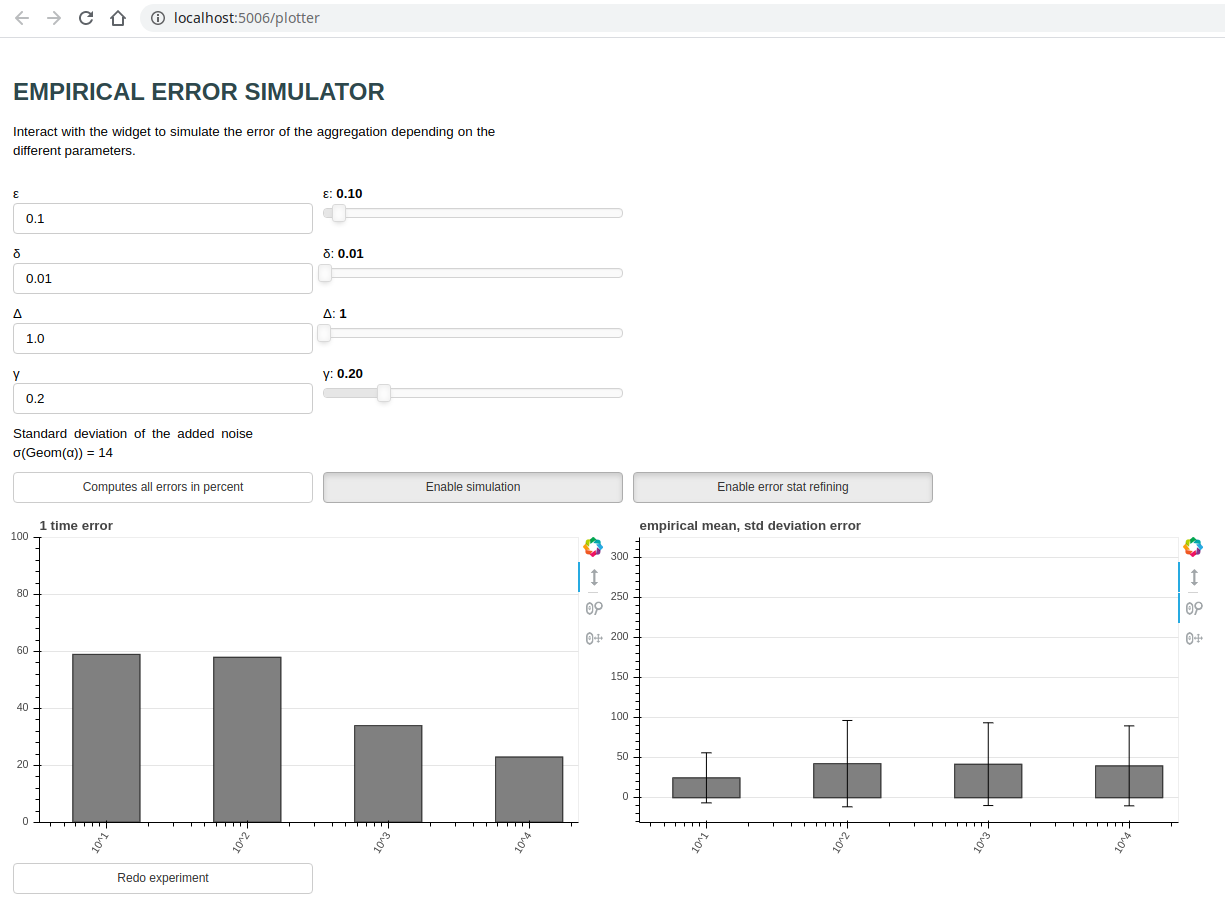 localhost:5006/plotter
EMPIRICAL ERROR SIMULATOR
Interact with the widget to simulate the error of the aggregation depending on the
different parameters.
ε
ε: 0.10
0.1
δ
δ: 0.01
0.01
Δ
Δ: 1
1.0
γ
γ: 0.20
0.2
Standard deviation of the added noise
σ(Geom(α)) = 14
Computes all errors in percent
Enable simulation
Enable error stat refining
1 time error
100
80
60
40
20
0
10^1
10^2
10^3
10^4
empirical mean, std deviation error
300
250
200
150
100
50
0
10^1
10^2
10^3
10^4
Redo experiment